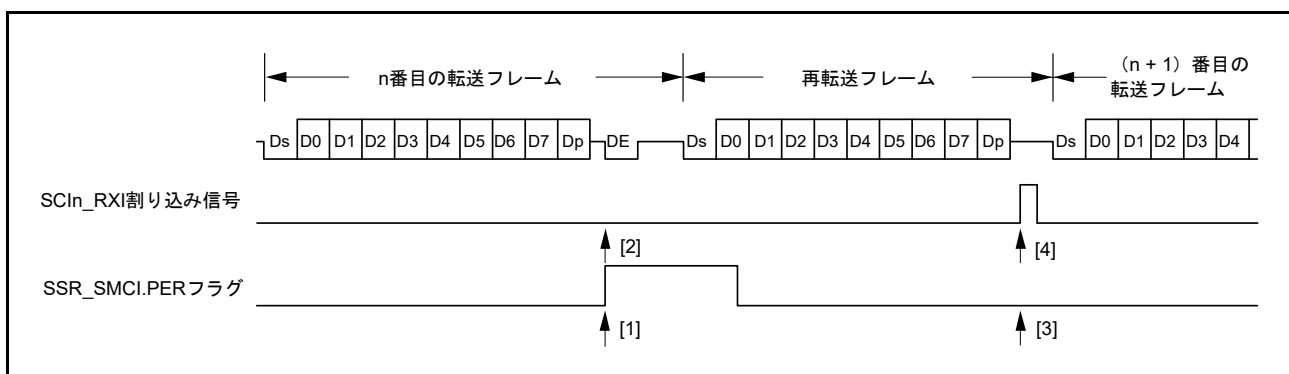 n番目の転送フレーム
再転送フレーム
（n + 1）番目の
転送フレーム
Ds D0 D1 D2 D3 D4 D5 D6 D7 Dp DE Ds D0 D1 D2 D3 D4 D5 D6 D7 Dp Ds D0 D1 D2 D3 D4
SCIn_RXI割り込み信号
[2] [4]
SSR_SMCI.PERフラグ
[1] [3]